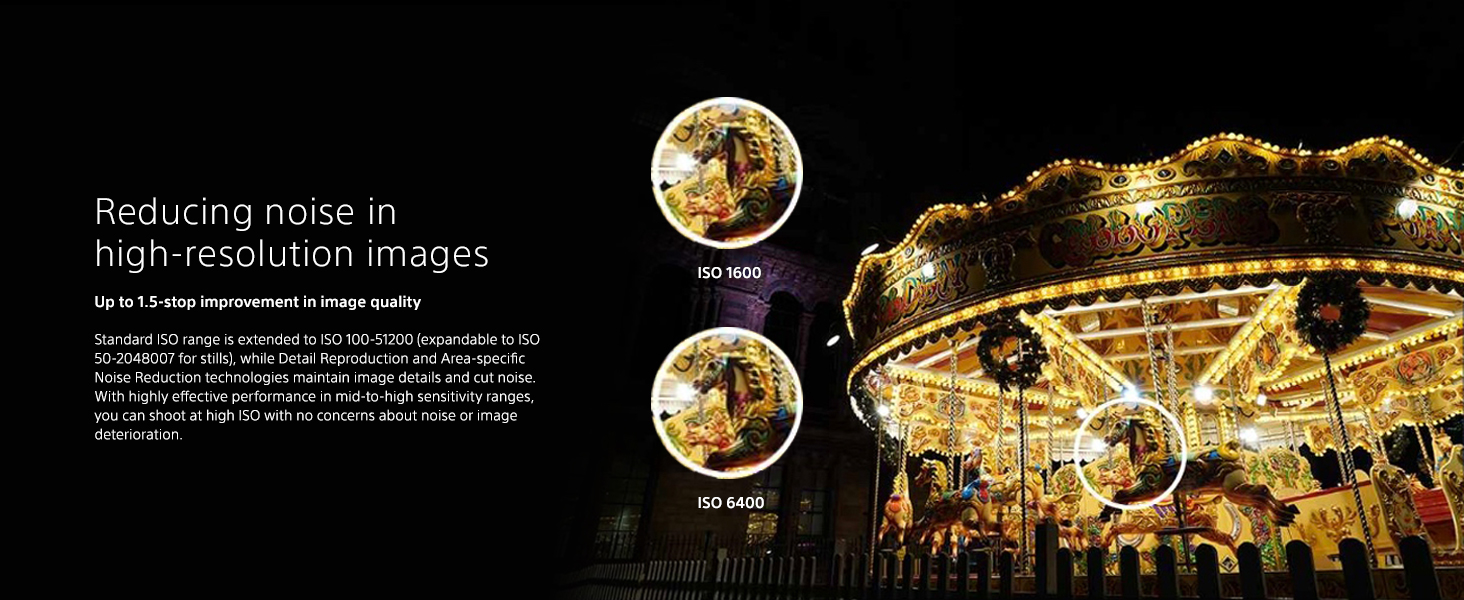 Reducing noise in
high-resolution images
Up to 1.5-stop improvement in image quality
Standard ISO range is extended to ISO 100-51200 (expandable to ISO
50-2048007 for stills), while Detail Reproduction and Area-specific
Noise Reduction technologies maintain image details and cut noise.
With highly effective performance in mid-to-high sensitivity ranges,
you can shoot at high ISO with no concerns about noise or image
deterioration.
ISO 1600
ISO 6400